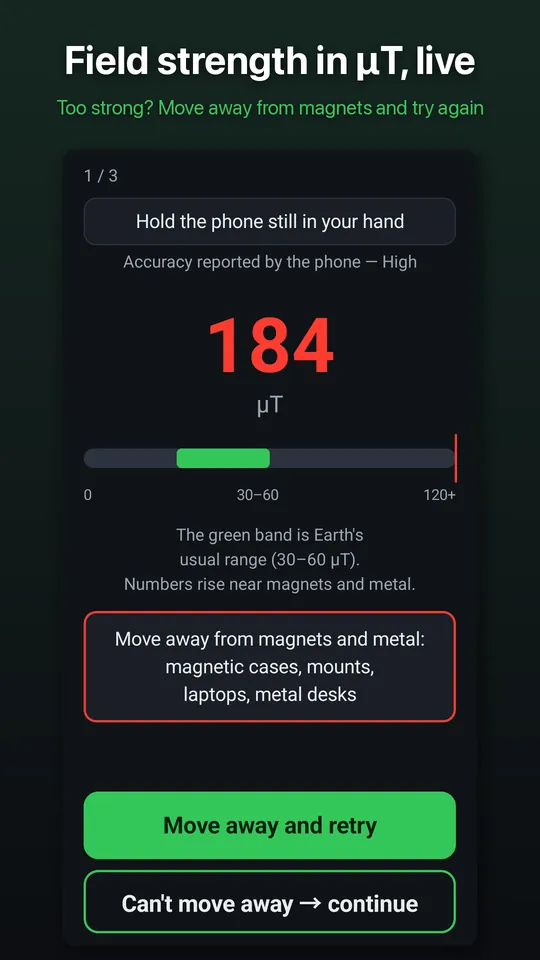 Field strength in µT, live
Too strong? Move away from magnets and try again
1 / 3
Hold the phone still in your hand
Accuracy reported by the phone — High
184
µT
0 30–60 120+
The green band is Earth's
usual range (30–60 µT).
Numbers rise near magnets and metal.
Move away from magnets and metal:
magnetic cases, mounts,
laptops, metal desks
Move away and retry
Can't move away → continue